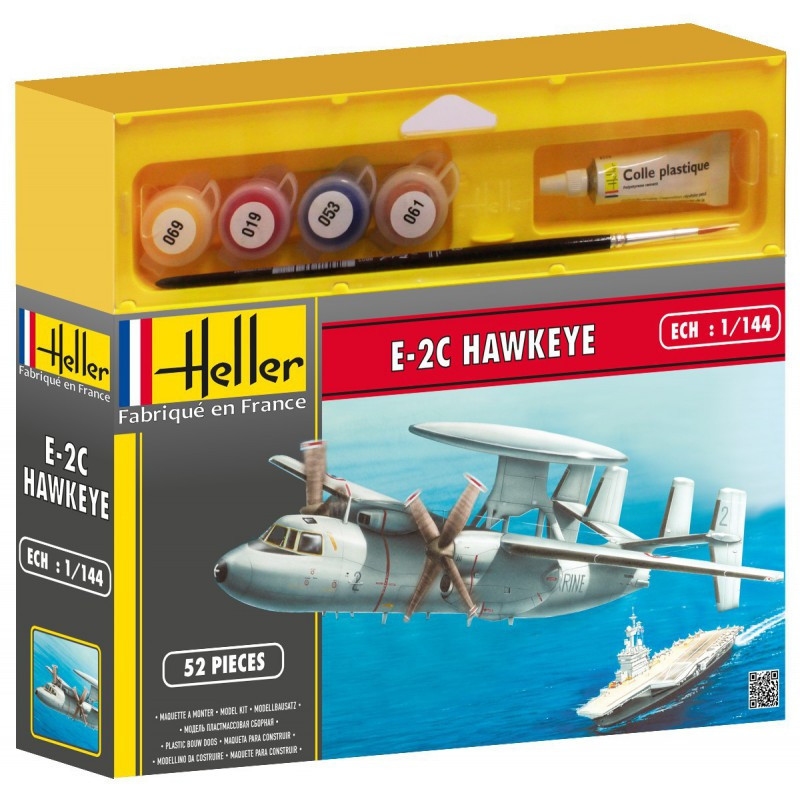 069
019
053
061
Colle plastique
Heller
E-2C HAWKEYE
ECH : 1/144
Heller
Fabriqué en France
Heller
Fabriqué en France
E-2C
HAWKEYE
ECH : 1/144
2
2
RINE
52 PIECES
• MAQUETTE A MONTER • MODEL KIT • MODELLBAUSATZ •
• МОДЕЛЬ ПЛАСТМАССОВАЯ СБОРНАЯ •
• PLASTIC BOUW DOOS • MAQUETA PARA CONSTRUIR •
• MODELLINO DA COSTRUIRE • MAQUETE PARA CONSTRUIR •